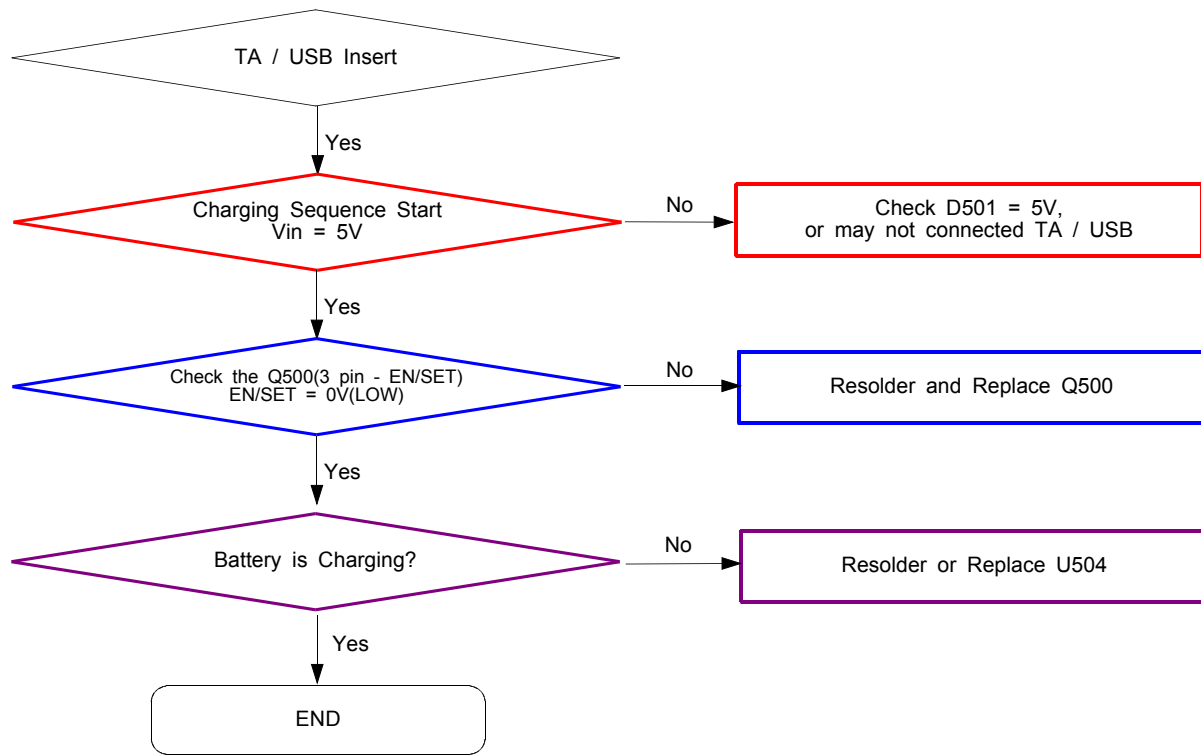 TA / USB Insert
Yes
Charging Sequence Start
Vin = 5V
No
Check D501 = 5V,
or may not connected TA / USB
Yes
Check the Q500(3 pin - EN/SET)
EN/SET = 0V(LOW)
No
Resolder and Replace Q500
Yes
Battery is Charging?
No
Resolder or Replace U504
Yes
END